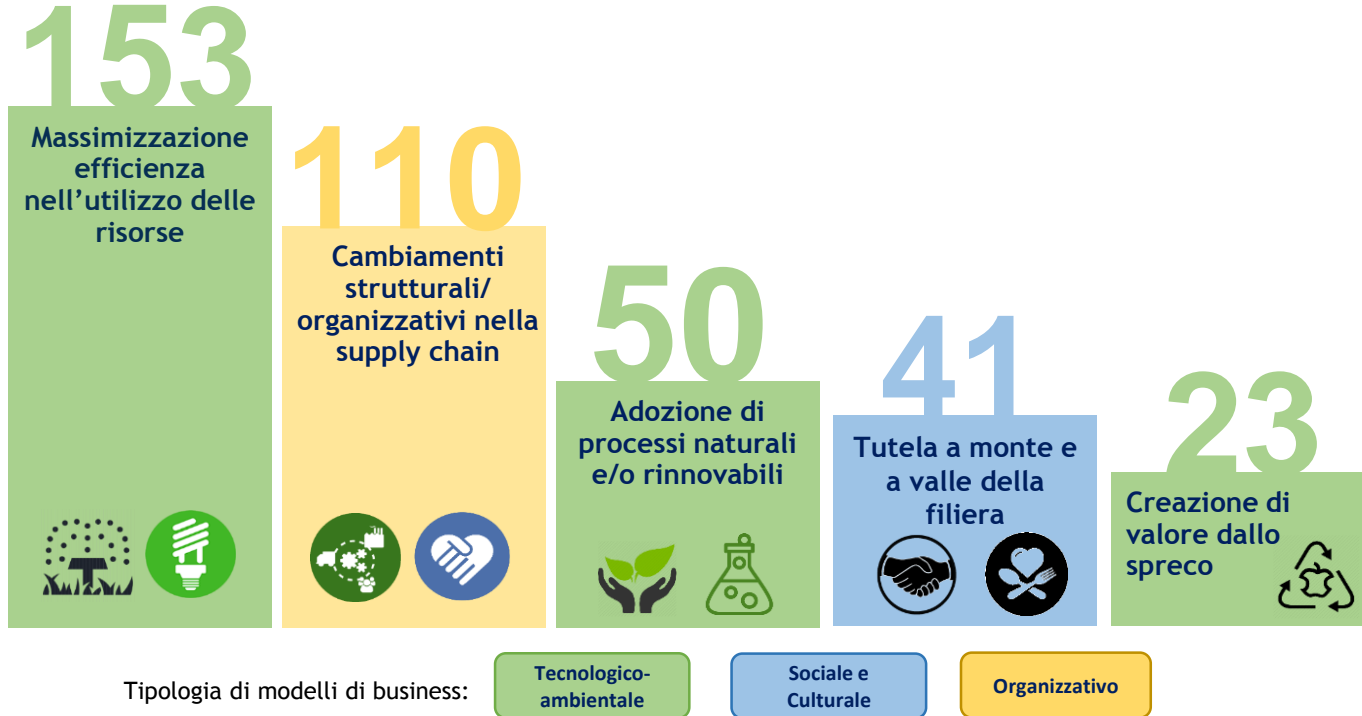 153
Massimizzazione
efficienza
nell’utilizzo delle
risorse
110
Cambiamenti
strutturali/
organizzativi nella
supply chain
50
Adozione di
processi naturali
e/o rinnovabili
41
Tutela a monte e
a valle della
filiera
23
Creazione di
valore dallo
spreco
Tipologia di modelli di business:
Tecnologico-
ambientale
Sociale e
Culturale
Organizzativo